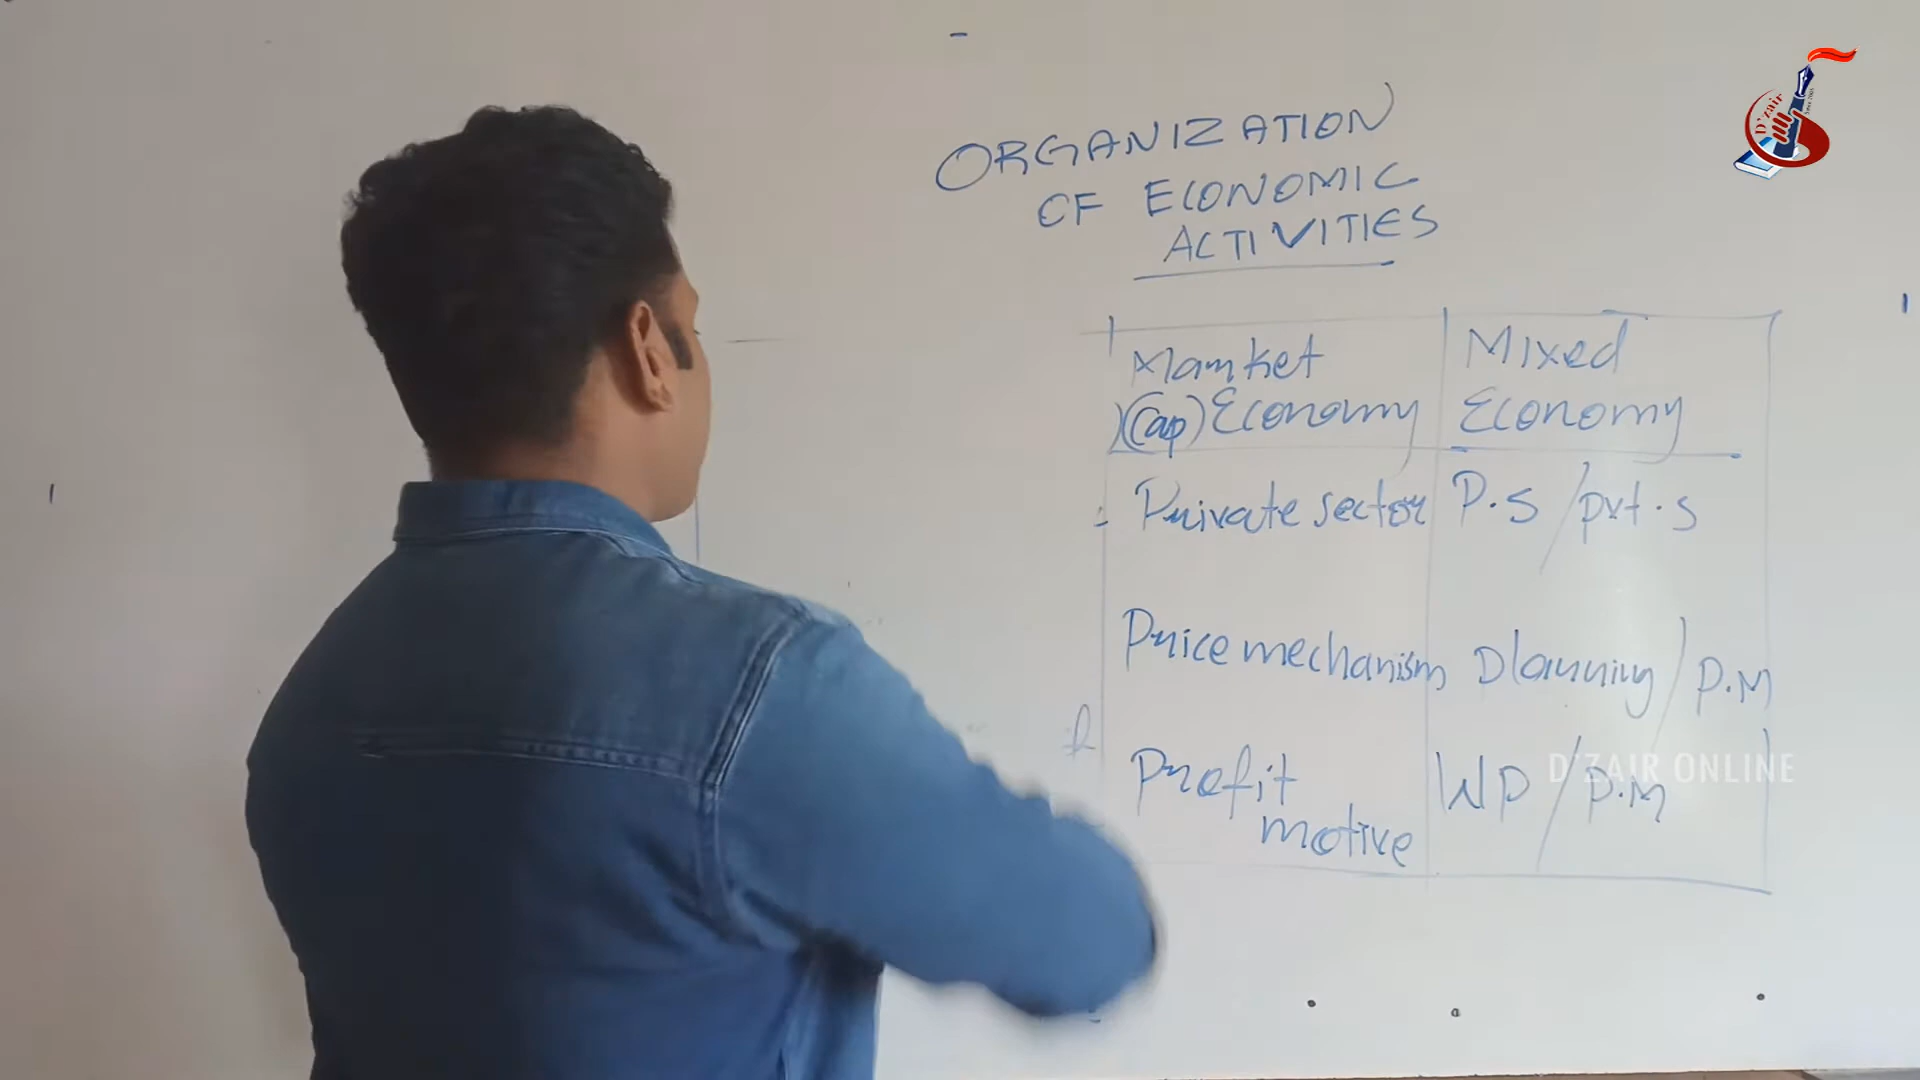 ORGANIZATION
OF ECONOMIC
ACTIVITIES
Market
(Cap) Economy
Mixed
Economy
Private sector
P.S / pvt.s
Price mechanism
Planning / P.M
Profit
motive
WP / P.M
D'ZAIR ONLINE
D'zair